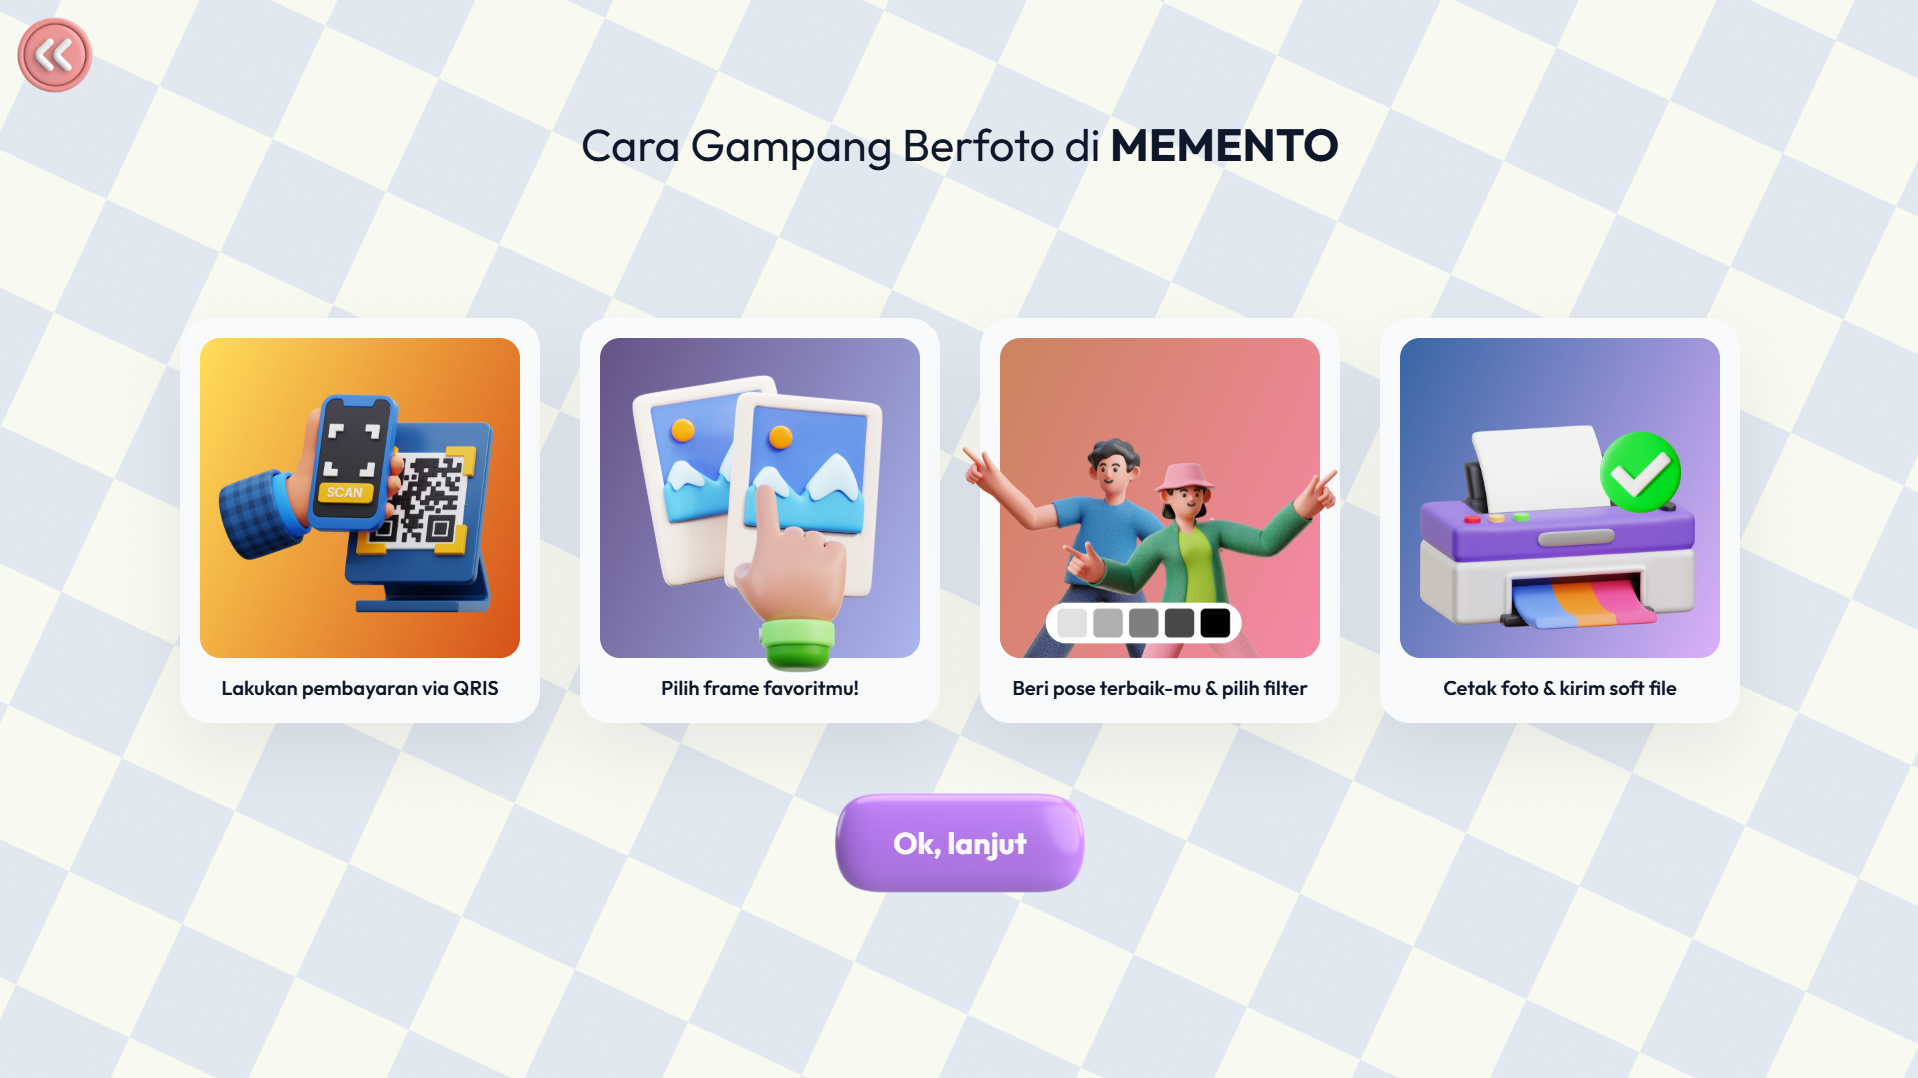 Cara Gampang Berfoto di MEMENTO
SCAN
Lakukan pembayaran via QRIS
Pilih frame favoritmu!
Beri pose terbaik-mu & pilih filter
Cetak foto & kirim soft file
Ok, lanjut